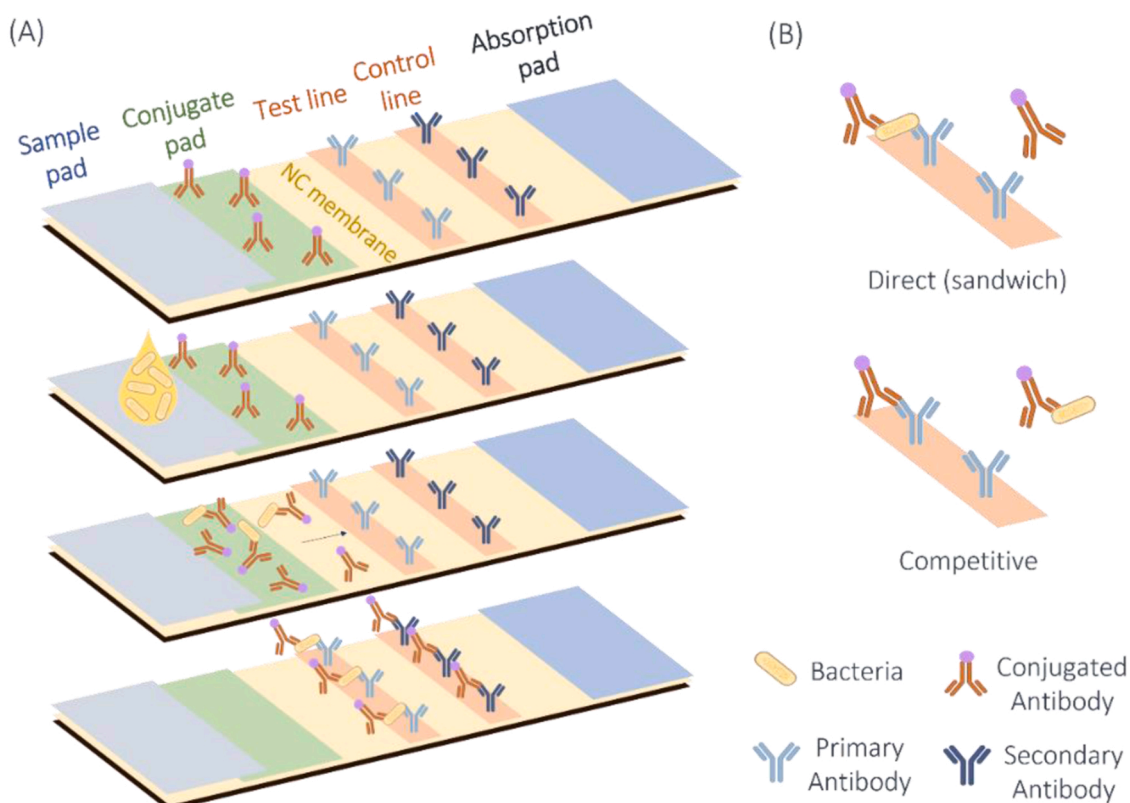 (A)
Sample
pad
Conjugate
pad
Test line
Control
line
Absorption
pad
NC membrane
(B)
Direct (sandwich)
Competitive
Bacteria
Conjugated
Antibody
Primary
Antibody
Secondary
Antibody